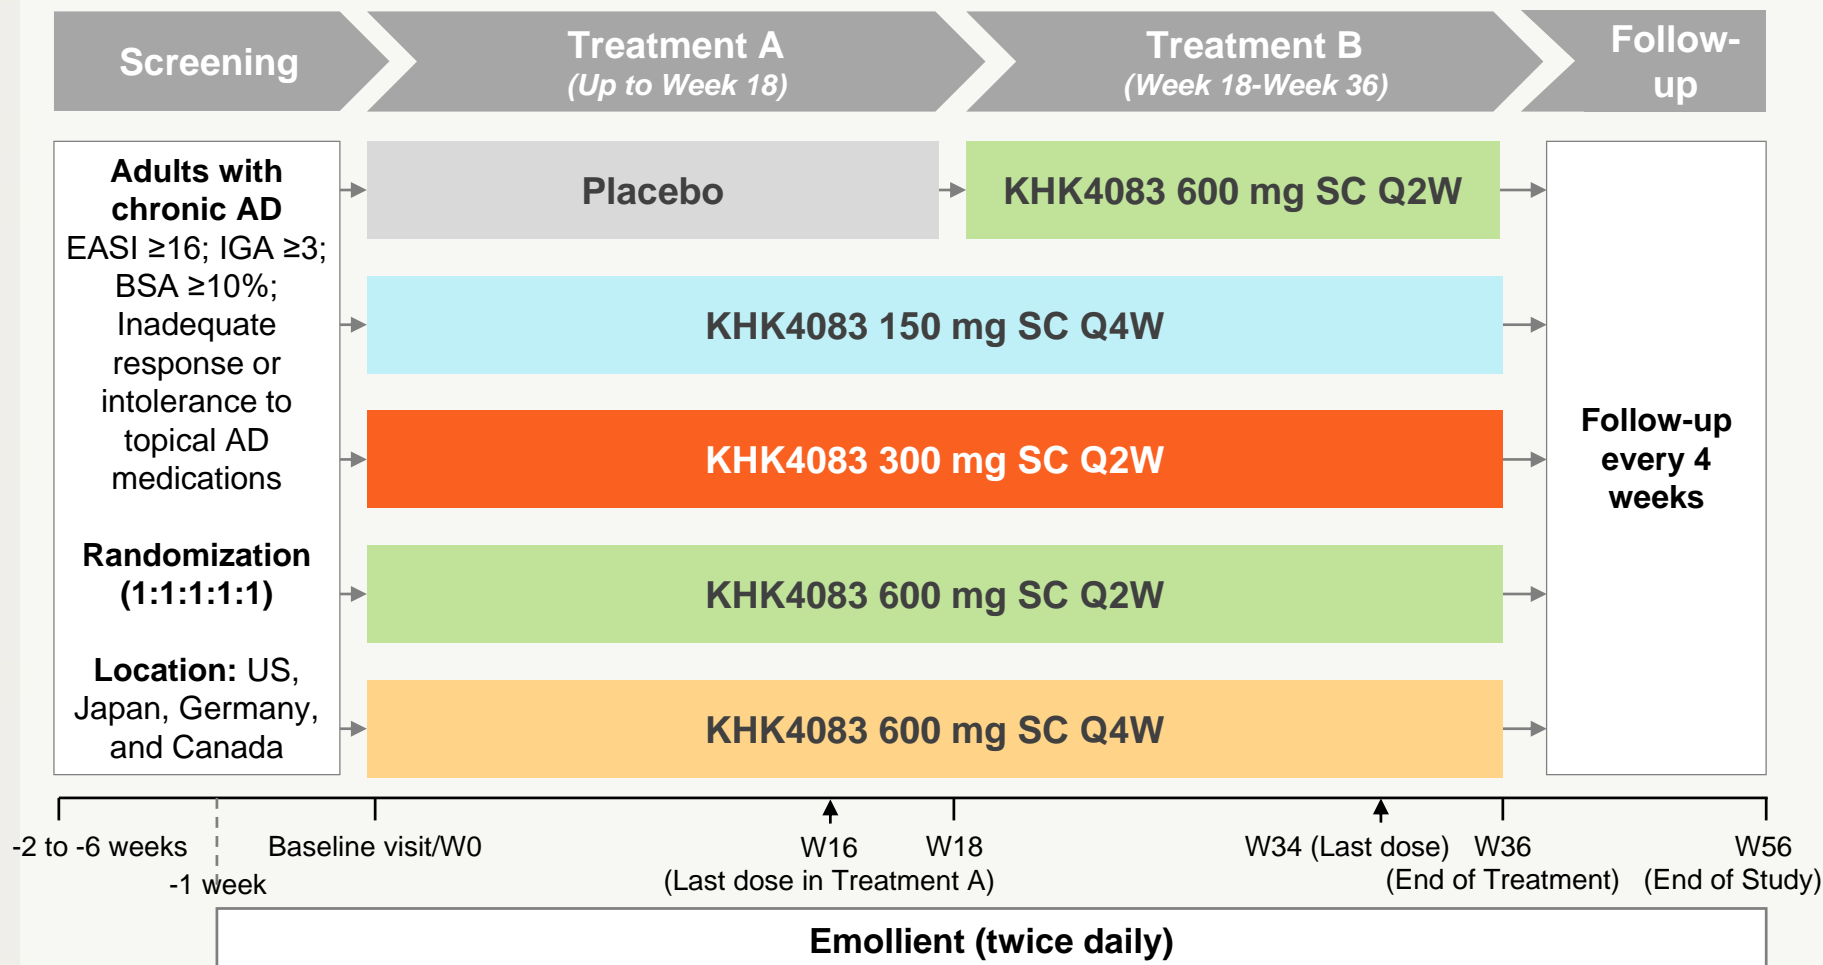 Screening
Treatment A
(Up to Week 18)
Treatment B
(Week 18-Week 36)
Follow-
up
Adults with
chronic AD
EASI ≥16; IGA ≥3;
BSA ≥10%;
Inadequate
response or
intolerance to
topical AD
medications
Randomization
(1:1:1:1:1)
Location: US,
Japan, Germany,
and Canada
Placebo
KHK4083 600 mg SC Q2W
KHK4083 150 mg SC Q4W
KHK4083 300 mg SC Q2W
KHK4083 600 mg SC Q2W
KHK4083 600 mg SC Q4W
Follow-up
every 4
weeks
-2 to -6 weeks
-1 week
Baseline visit/W0
W16
(Last dose in Treatment A)
W18
W34 (Last dose)
W36
(End of Treatment)
W56
(End of Study)
Emollient (twice daily)